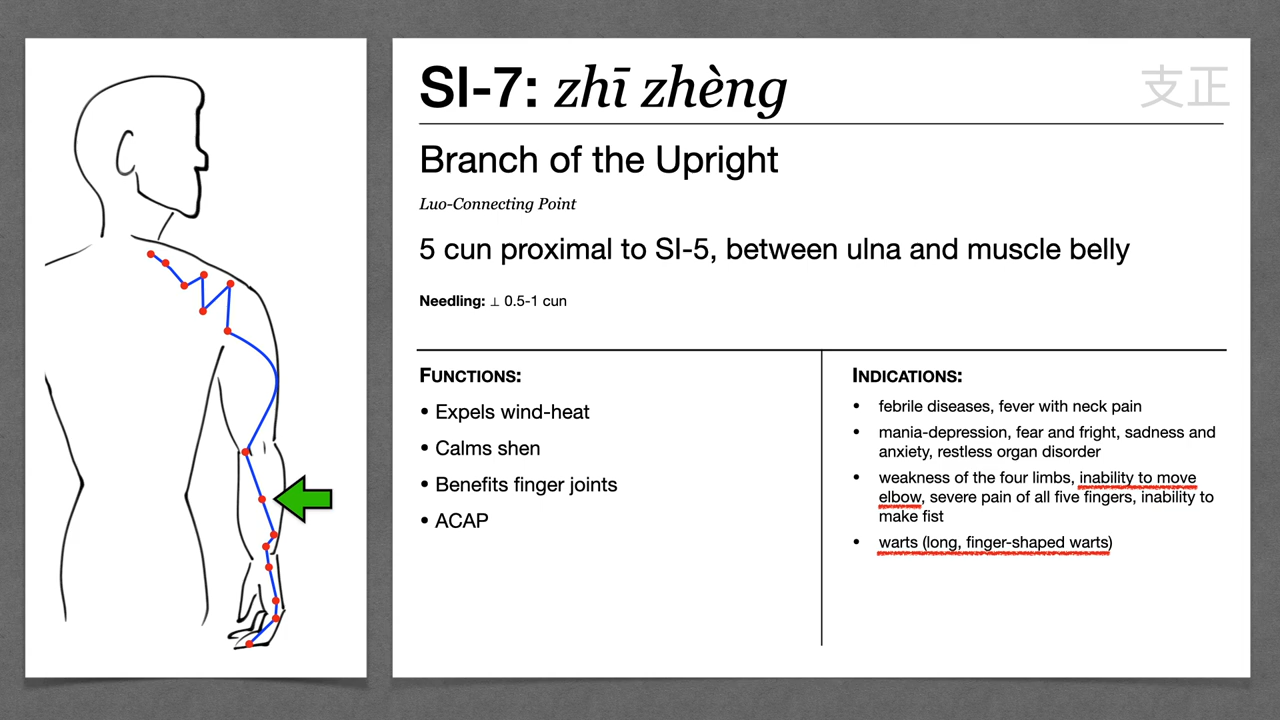 SI-7: zhī zhèng
支正
Branch of the Upright
Luo-Connecting Point
5 cun proximal to SI-5, between ulna and muscle belly
Needling: ⊥ 0.5-1 cun
FUNCTIONS:
• Expels wind-heat
• Calms shen
• Benefits finger joints
• ACAP
INDICATIONS:
• febrile diseases, fever with neck pain
• mania-depression, fear and fright, sadness and
anxiety, restless organ disorder
• weakness of the four limbs, inability to move
elbow, severe pain of all five fingers, inability to
make fist
• warts (long, finger-shaped warts)